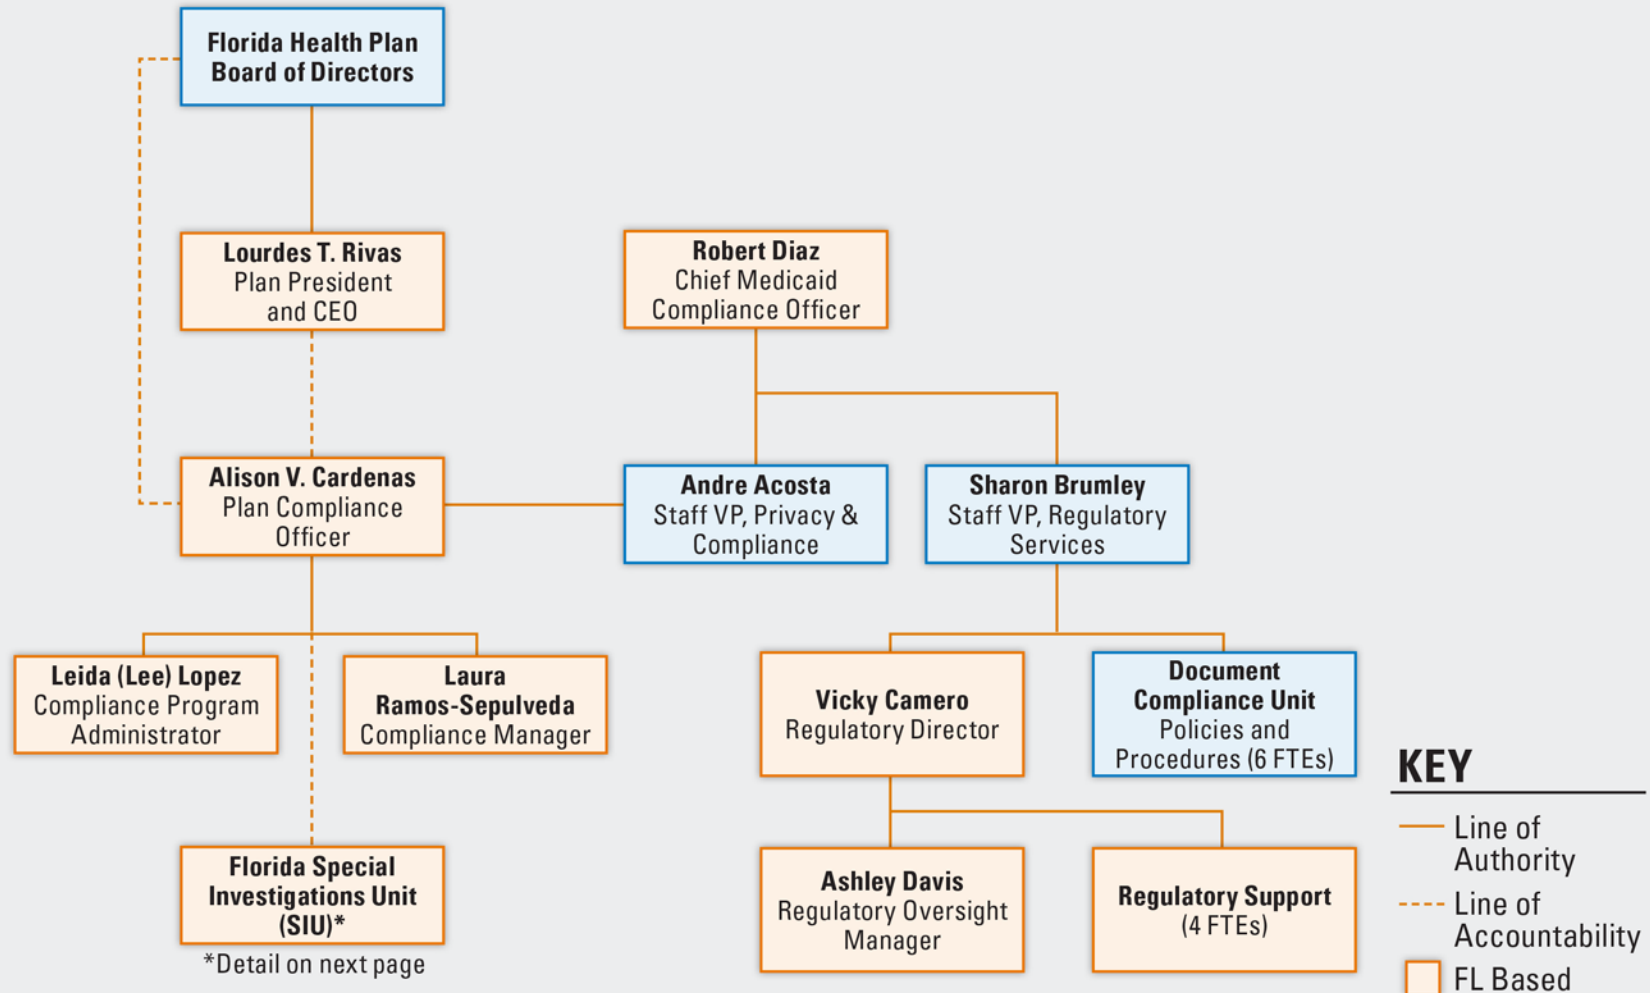 Florida Health Plan
Board of Directors
Lourdes T. Rivas
Plan President
and CEO
Robert Diaz
Chief Medicaid
Compliance Officer
Alison V. Cardenas
Plan Compliance
Officer
Andre Acosta
Staff VP, Privacy &
Compliance
Sharon Brumley
Staff VP, Regulatory
Services
Leida (Lee) Lopez
Compliance Program
Administrator
Laura
Ramos-Sepulveda
Compliance Manager
Vicky Camero
Regulatory Director
Document
Compliance Unit
Policies and
Procedures (6 FTEs)
Florida Special
Investigations Unit
(SIU)*
*Detail on next page
Ashley Davis
Regulatory Oversight
Manager
Regulatory Support
(4 FTEs)
KEY
Line of
Authority
Line of
Accountability
FL Based